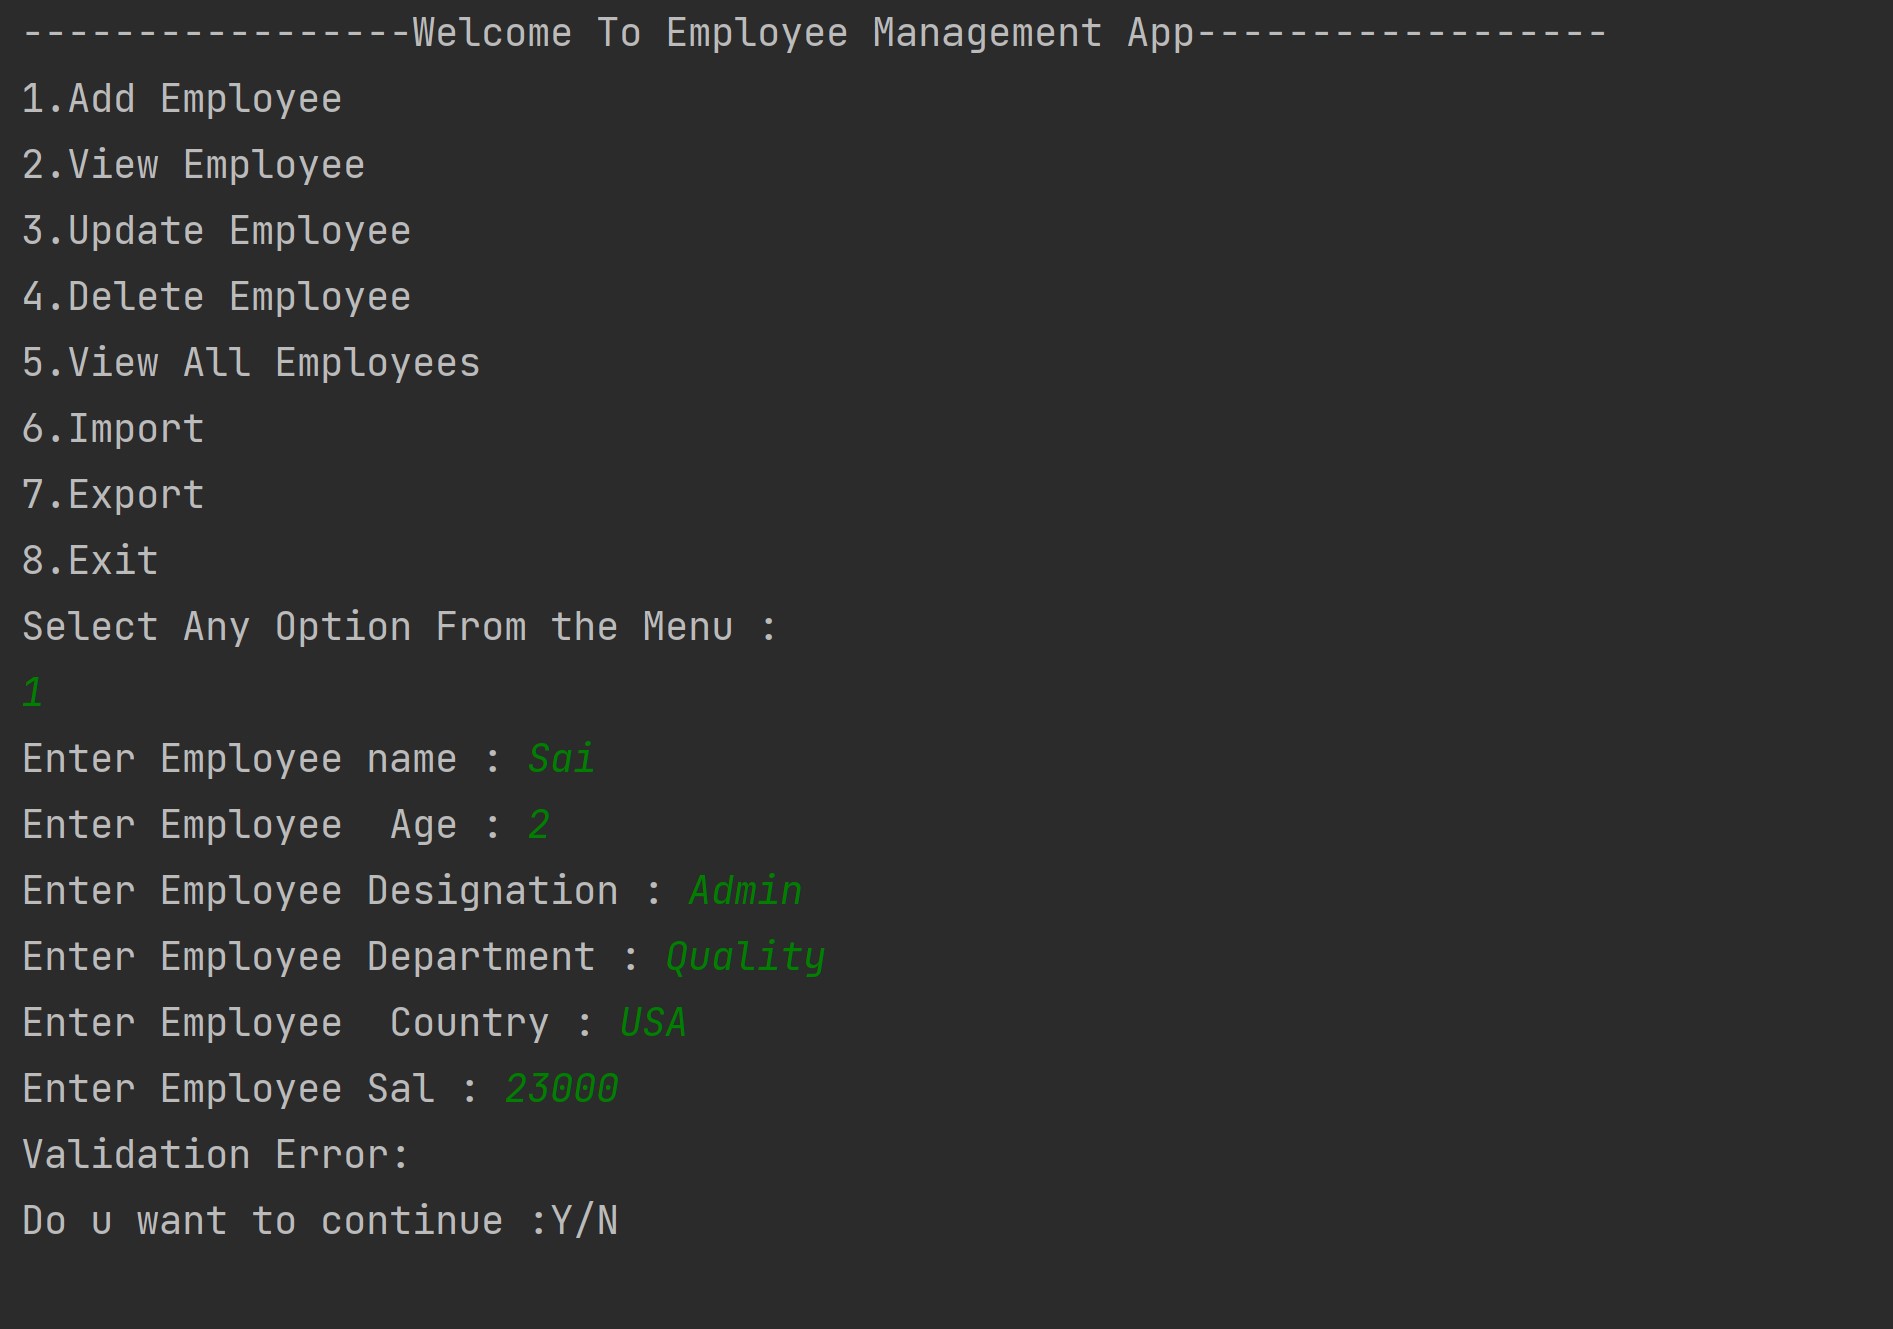 -----------------Welcome To Employee Management App------------------
1.Add Employee
2.View Employee
3.Update Employee
4.Delete Employee
5.View All Employees
6.Import
7.Export
8.Exit
Select Any Option From the Menu :
1
Enter Employee name : Sai
Enter Employee  Age : 2
Enter Employee Designation : Admin
Enter Employee Department : Quality
Enter Employee  Country : USA
Enter Employee Sal : 23000
Validation Error:
Do u want to continue :Y/N